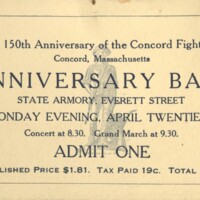 150th Anniversary of the Concord Fight
Concord, Massachusetts
NNIVERSARY BA
STATE ARMORY, EVERETT STREET
ONDAY EVENING, APRIL TWENTIE
Concert at 8.30. Grand March at 9.30.
ADMIT ONE
LISHED PRICE $1.81. TAX PAID 19c. TOTAL